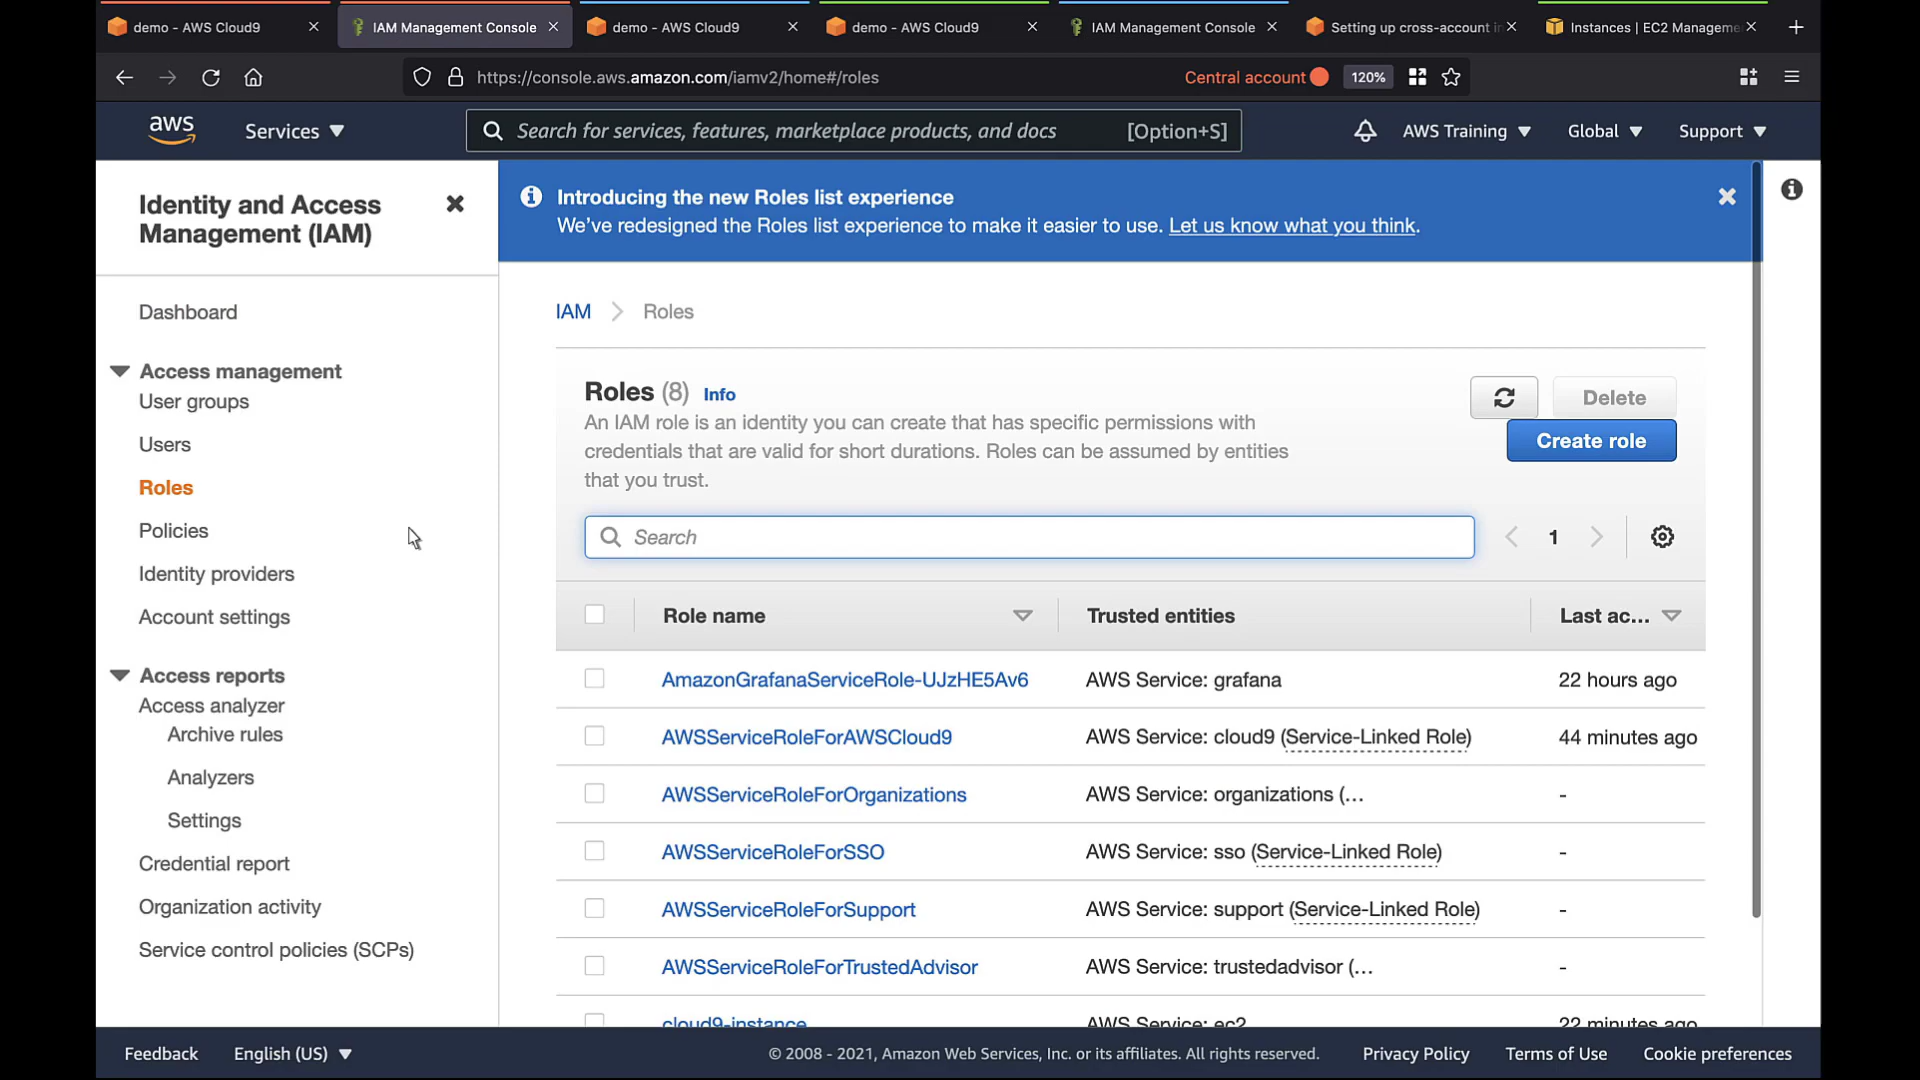 demo - AWS Cloud9
IAM Management Console
demo - AWS Cloud9
demo - AWS Cloud9
IAM Management Console
Setting up cross-account in
Instances | EC2 Manageme
https://console.aws.amazon.com/iamv2/home#/roles
Central account
120%
aws
Services
Search for services, features, marketplace products, and docs
[Option+S]
AWS Training
Global
Support
Identity and Access
Management (IAM)
Dashboard
Access management
User groups
Users
Roles
Policies
Identity providers
Account settings
Access reports
Access analyzer
Archive rules
Analyzers
Settings
Credential report
Organization activity
Service control policies (SCPs)
Introducing the new Roles list experience
We've redesigned the Roles list experience to make it easier to use. Let us know what you think.
IAM > Roles
Roles (8) Info
An IAM role is an identity you can create that has specific permissions with
credentials that are valid for short durations. Roles can be assumed by entities
that you trust.
Delete
Create role
Search
1
Role name Trusted entities Last ac...
AmazonGrafanaServiceRole-UJzHE5Av6 AWS Service: grafana 22 hours ago
AWSServiceRoleForAWSCloud9 AWS Service: cloud9 (Service-Linked Role) 44 minutes ago
AWSServiceRoleForOrganizations AWS Service: organizations (... -
AWSServiceRoleForSSO AWS Service: sso (Service-Linked Role) -
AWSServiceRoleForSupport AWS Service: support (Service-Linked Role) -
AWSServiceRoleForTrustedAdvisor AWS Service: trustedadvisor (... -
cloud9-instance AWS Service: ec2 22 minutes ago
Feedback
English (US)
© 2008 - 2021, Amazon Web Services, Inc. or its affiliates. All rights reserved.
Privacy Policy
Terms of Use
Cookie preferences